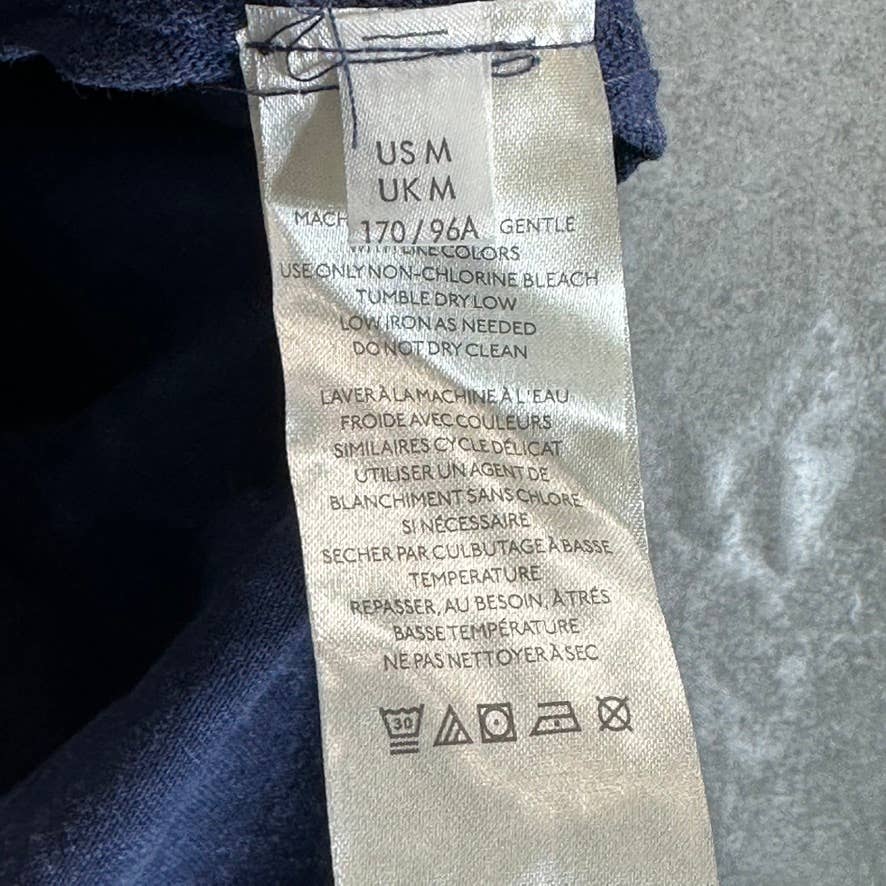 US M
UK M
170/96A
MACH GENTLE
COLORS
USE ONLY NON-CHLORINE BLEACH
TUMBLE DRY LOW
LOW IRON AS NEEDED
DO NOT DRY CLEAN
LAVER À LA MACHINE À L'EAU
FROIDE AVEC COULEURS
SIMILAIRES CYCLE DÉLICAT
UTILISER UN AGENT DE
BLANCHIMENT SANS CHLORE
SI NÉCESSAIRE
SECHER PAR CULBUTAGE À BASSE
TEMPERATURE
REPASSER, AU BESOIN, À TRÉS
BASSE TEMPÉRATURE
NE PAS NETTOYER À SEC
30